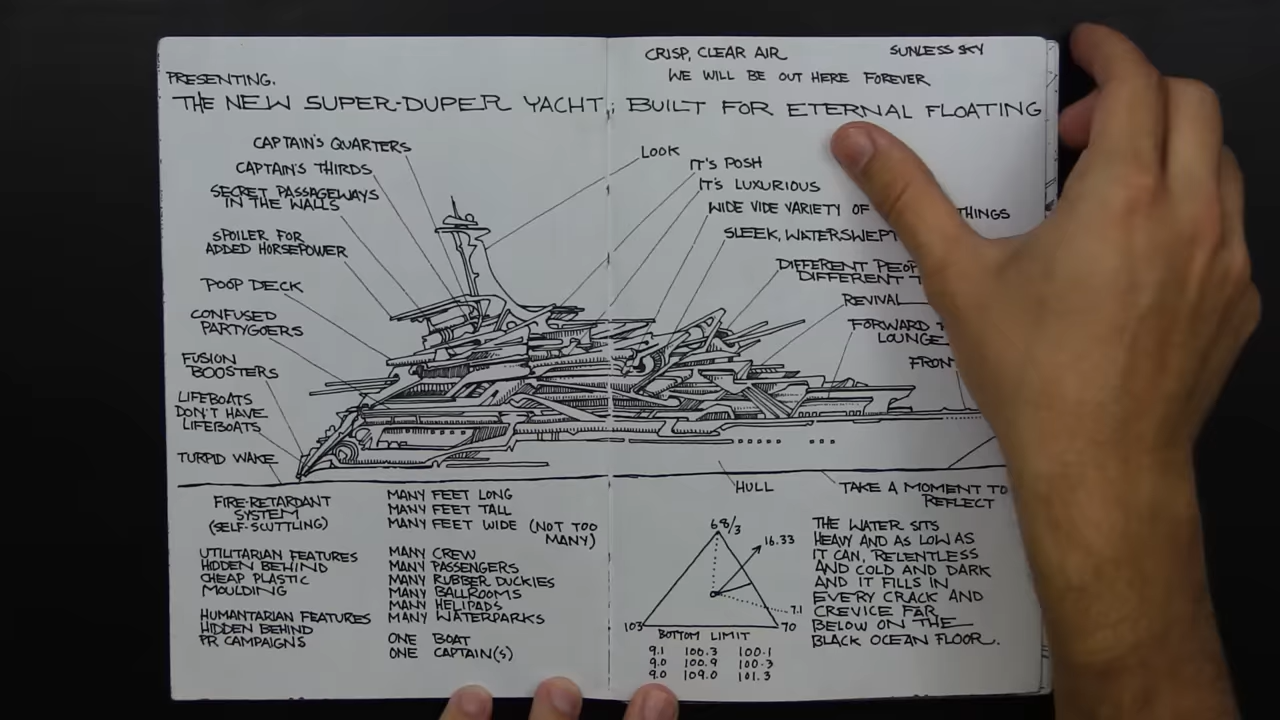 CRISP, CLEAR AIR
SUNLESS SKY
WE WILL BE OUT HERE FOREVER
PRESENTING.
THE NEW SUPER-DUPER YACHT; BUILT FOR ETERNAL FLOATING
CAPTAIN'S QUARTERS
CAPTAIN'S THIRDS
SECRET PASSAGEWAYS
IN THE WALLS
SPOILER FOR
ADDED HORSEPOWER
POOP DECK
CONFUSED
PARTYGOERS
FUSION
BOOSTERS
LIFEBOATS
DON'T HAVE
LIFEBOATS
TURPID WAKE
LOOK
IT'S POSH
IT'S LUXURIOUS
WIDE VIDE VARIETY OF THINGS
SLEEK, WATERSWEPT
DIFFERENT
DIFFERENT
REVIVAL
FORWARD
LOUNGE
FRON
HULL
TAKE A MOMENT TO
REFLECT
FIRE-RETARDANT
SYSTEM
(SELF-SCUTTLING)
UTILITARIAN FEATURES
HIDDEN BEHIND
CHEAP PLASTIC
MOULDING
HUMANTARIAN FEATURES
HIDDEN BEHIND
PR CAMPAIGNS
MANY FEET LONG
MANY FEET TALL
MANY FEET WIDE (NOT TOO
MANY)
MANY CREW
MANY PASSENGERS
MANY RUBBER DUCKIES
MANY BALLROOMS
MANY HELIPADS
MANY WATERPARKS
ONE BOAT
ONE CAPTAIN(S)
68/3
16.33
7.1
103
70
BOTTOM LIMIT
9.1 100.3 100.1
9.0 100.9 100.3
9.0 109.0 101.3
THE WATER SITS
HEAVY AND AS LOW AS
IT CAN, RELENTLESS
AND COLD AND DARK
AND IT FILLS IN
EVERY CRACK AND
CREVICE FAR
BELOW ON THE
BLACK OCEAN FLOOR.